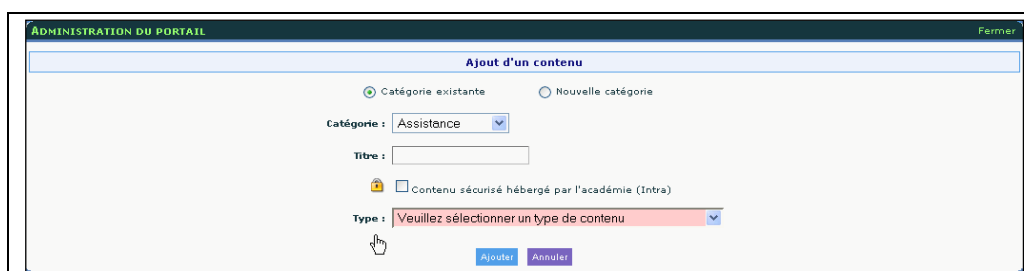 ADMINISTRATION DU PORTAIL Fermer
Ajout d'un contenu
Catégorie existante Nouvelle catégorie
Catégorie : Assistance
Titre :
Contenu sécurisé hébergé par l'académie (Intra)
Type : Veuillez sélectionner un type de contenu
Ajouter Annuler